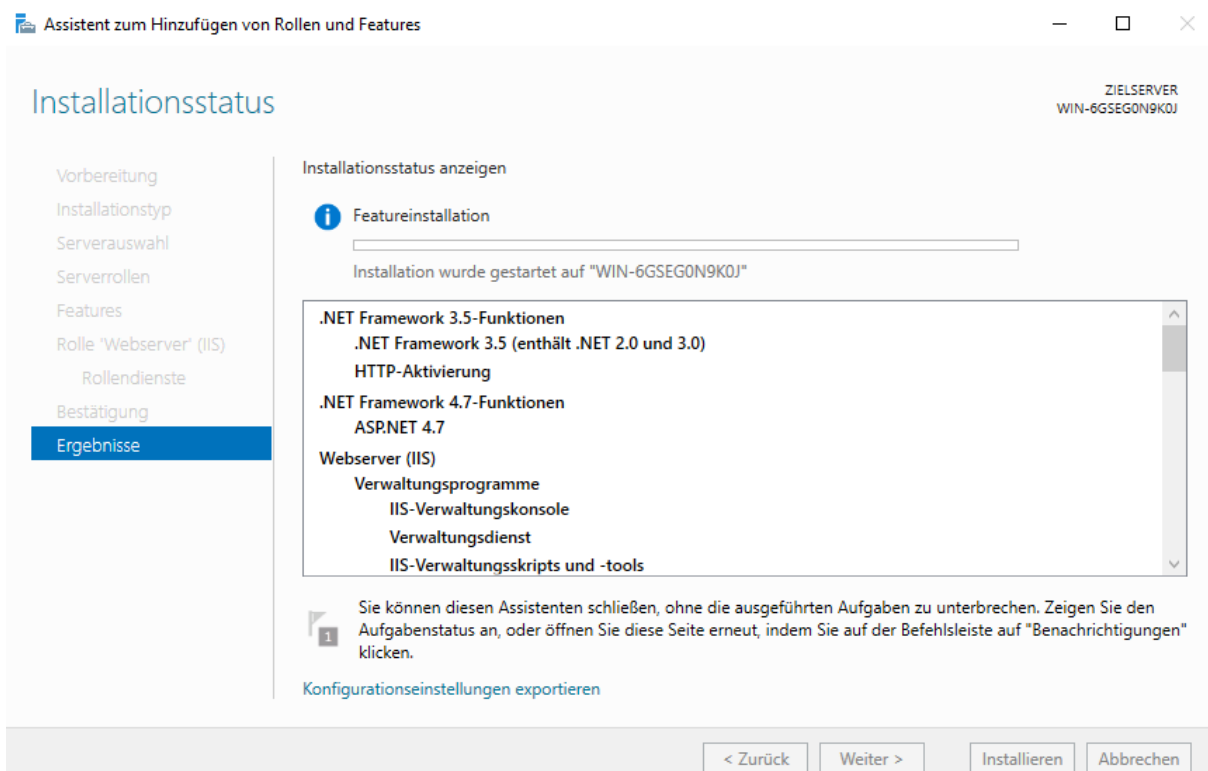 Assistent zum Hinzufügen von Rollen und Features
Installationsstatus
ZIELSERVER
WIN-6GSEG0N9K0J
Vorbereitung
Installationstyp
Serverauswahl
Serverrollen
Features
Rolle 'Webserver' (IIS)
Rollendienste
Bestätigung
Ergebnisse
Installationsstatus anzeigen
Featureinstallation
Installation wurde gestartet auf "WIN-6GSEG0N9K0J"
.NET Framework 3.5-Funktionen
.NET Framework 3.5 (enthält .NET 2.0 und 3.0)
HTTP-Aktivierung
.NET Framework 4.7-Funktionen
ASP.NET 4.7
Webserver (IIS)
Verwaltungsprogramme
IIS-Verwaltungskonsole
Verwaltungsdienst
IIS-Verwaltungsskripts und -tools
1
Sie können diesen Assistenten schließen, ohne die ausgeführten Aufgaben zu unterbrechen. Zeigen Sie den
Aufgabenstatus an, oder öffnen Sie diese Seite erneut, indem Sie auf der Befehlsleiste auf "Benachrichtigungen"
klicken.
Konfigurationseinstellungen exportieren
< Zurück
Weiter >
Installieren
Abbrechen